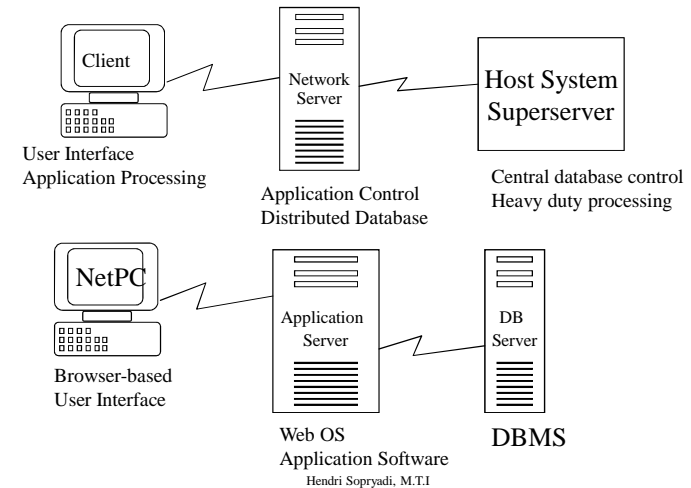 Client
Network
Server
Host System
Superserver
User Interface
Application Processing
Application Control
Distributed Database
Central database control
Heavy duty processing
NetPC
Application
Server
DB
Server
Browser-based
User Interface
Web OS
Application Software
DBMS
Hendri Sopryadi, M.T.I